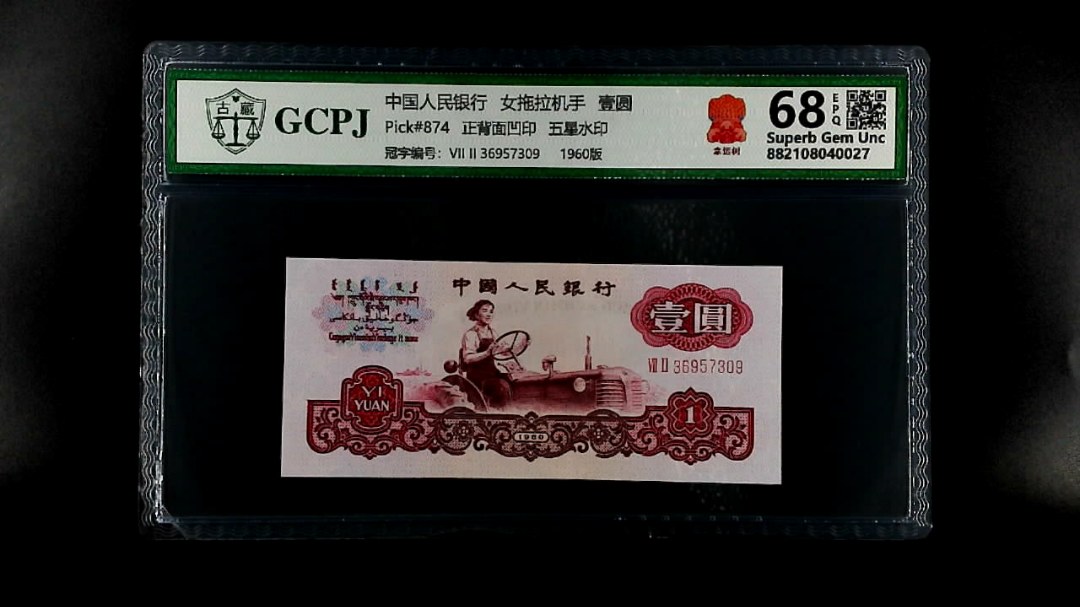 古 藏
GCPJ
中国人民银行 女拖拉机手 壹圆
Pick#874 正背面凹印 五星水印
冠字编号: VII II 36957309 1960版
68 EPQ
Superb Gem Unc
882108040027
中國人民銀行
壹圓
VII II 36957309
YI
YUAN
1
1960